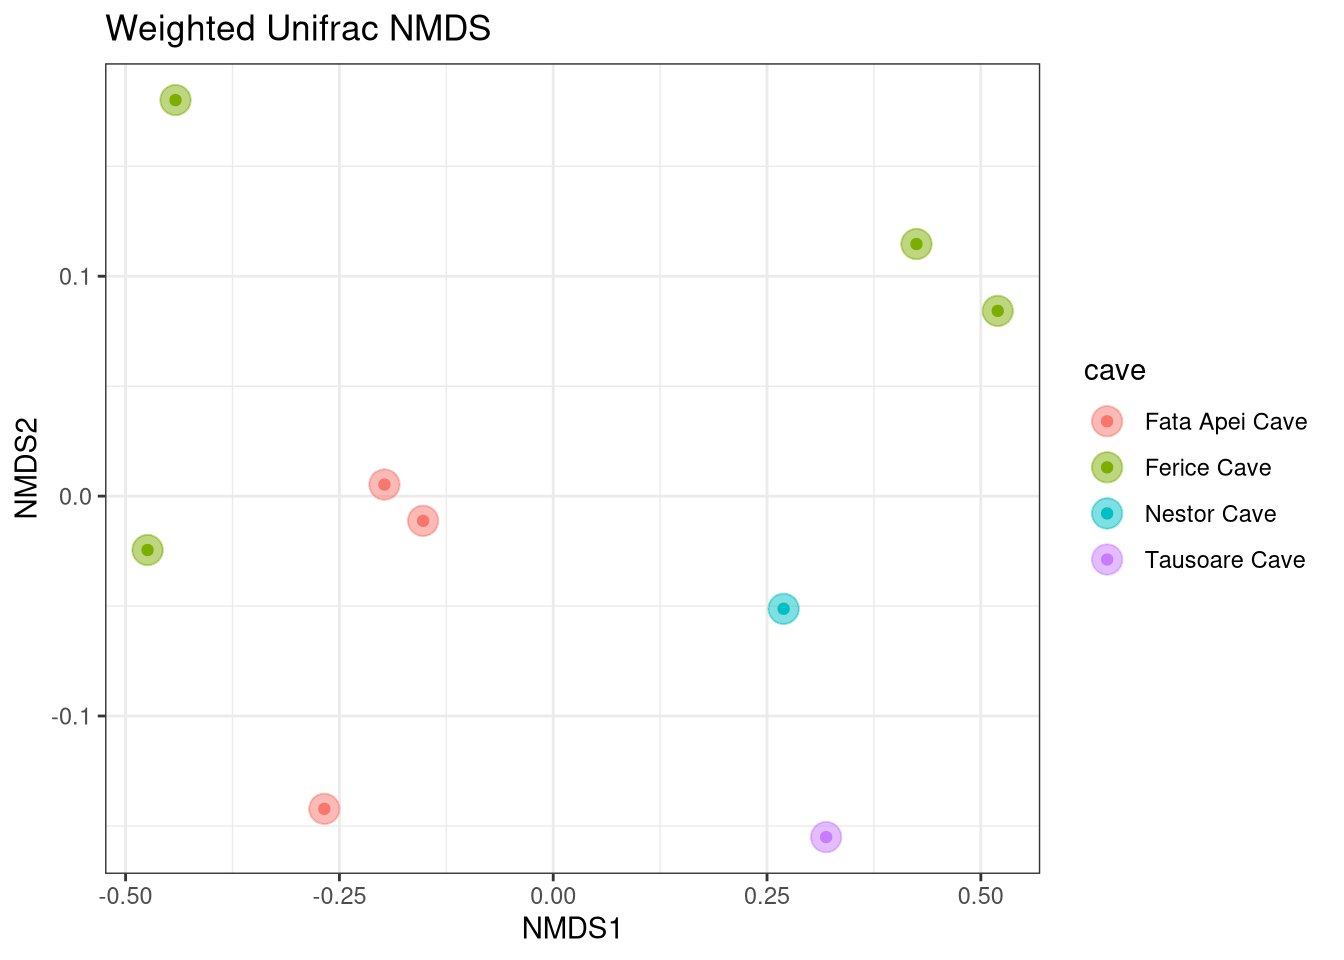 Weighted Unifrac NMDS
NMDS2
0.1
0.0
-0.1
-0.50
-0.25
0.00
0.25
0.50
NMDS1
cave
Fata Apei Cave
Ferice Cave
Nestor Cave
Tausoare Cave